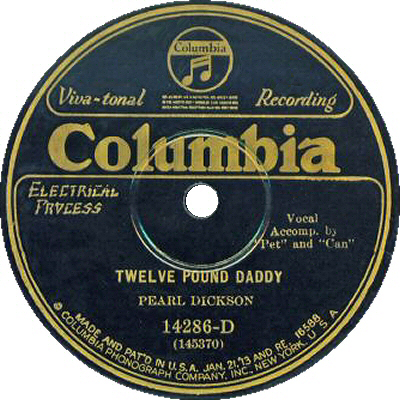 Columbia
Viva-tonal Recording
Columbia
ELECTRICAL
PROCESS
Vocal
Accomp. by
"Pet" and "Can"
TWELVE POUND DADDY
PEARL DICKSON
14286-D
(145370)
MADE AND PAT'D IN U.S.A. JAN. 21,'13 AND RE 16588
© COLUMBIA PHONOGRAPH COMPANY, INC., NEW YORK, U.S.A